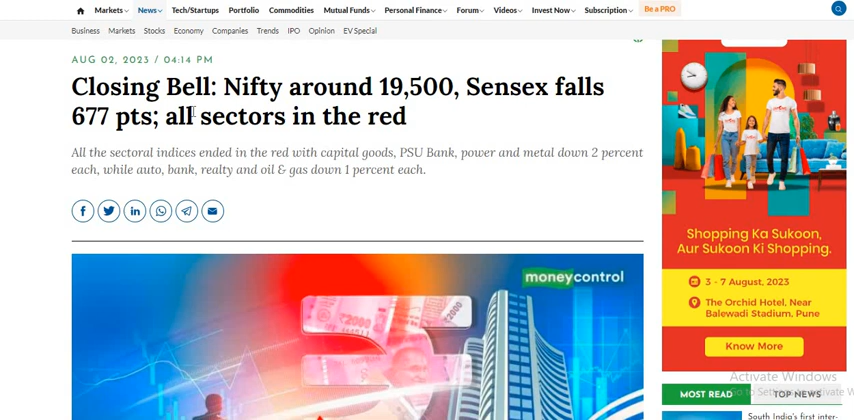 Markets News Tech/Startups Portfolio Commodities Mutual Funds Personal Finance Forum Videos Invest Now Subscription Be a PRO
Business Markets Stocks Economy Companies Trends IPO Opinion EV Special
AUG 02, 2023 / 04:14 PM
Closing Bell: Nifty around 19,500, Sensex falls
677 pts; all sectors in the red
All the sectoral indices ended in the red with capital goods, PSU Bank, power and metal down 2 percent
each, while auto, bank, realty and oil & gas down 1 percent each.
moneycontrol
Shopping Ka Sukoon,
Aur Sukoon Ki Shopping.
3 - 7 August, 2023
The Orchid Hotel, Near
Balewadi Stadium, Pune
Know More
Activate Windows
Go to Settings to activate W
MOST READ TOP NEWS
South India's first inter-